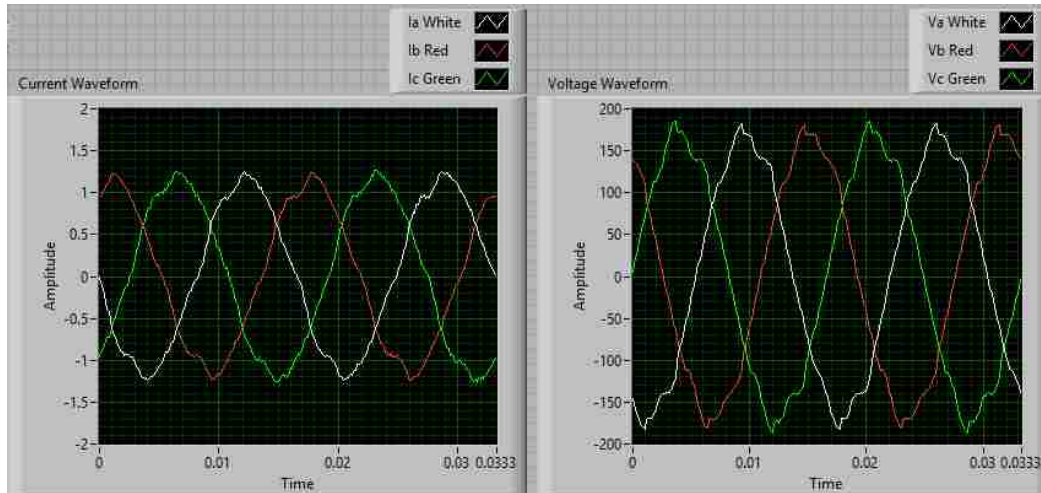 Ia White
Ib Red
Current Waveform
Ic Green
2
1.5
1
0.5
0
-0.5
-1
-1.5
-2
Amplitude
0
0.01
0.02
0.03 0.0333
Time
Va White
Vb Red
Voltage Waveform
Vc Green
200
150
100
50
0
-50
-100
-150
-200
Amplitude
0
0.01
0.02
0.03 0.0333
Time